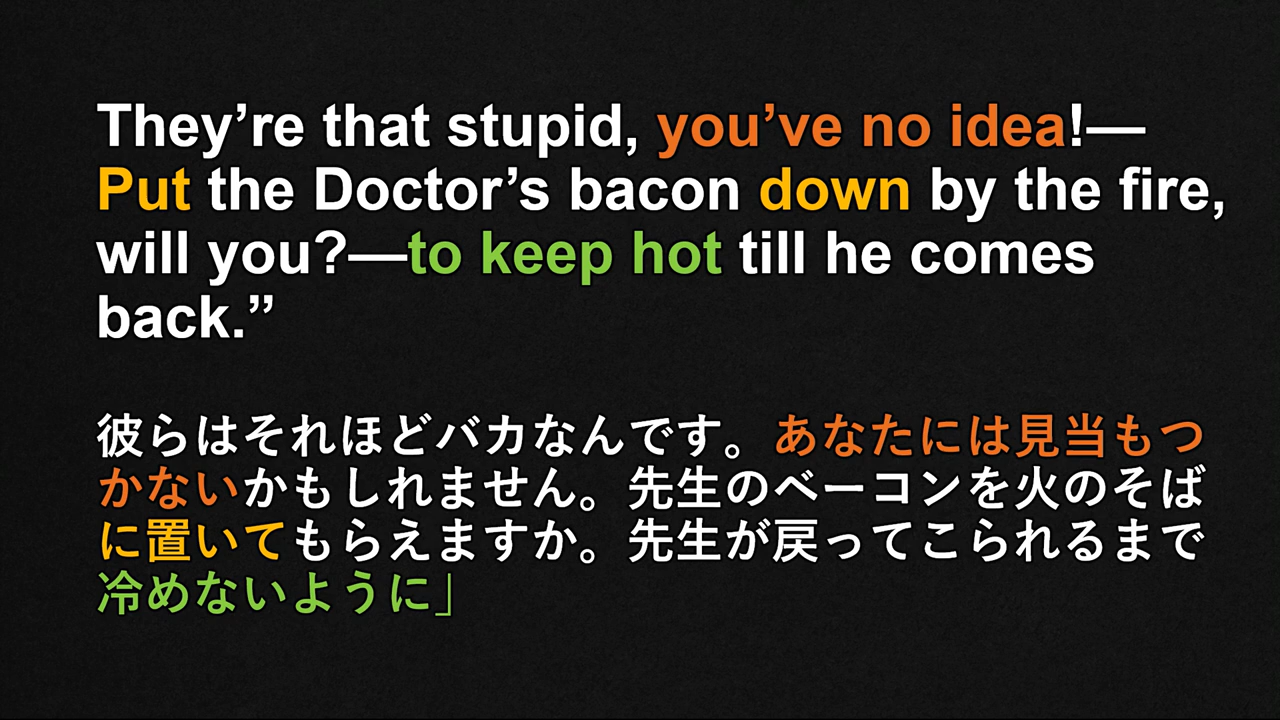 They’re that stupid, you’ve no idea!—
Put the Doctor’s bacon down by the fire,
will you?—to keep hot till he comes
back.”
彼らはそれほどバカなんです。あなたには見当もつ
かないかもしれません。先生のベーコンを火のそば
に置いてもらえますか。先生が戻ってこられるまで
冷めないように」